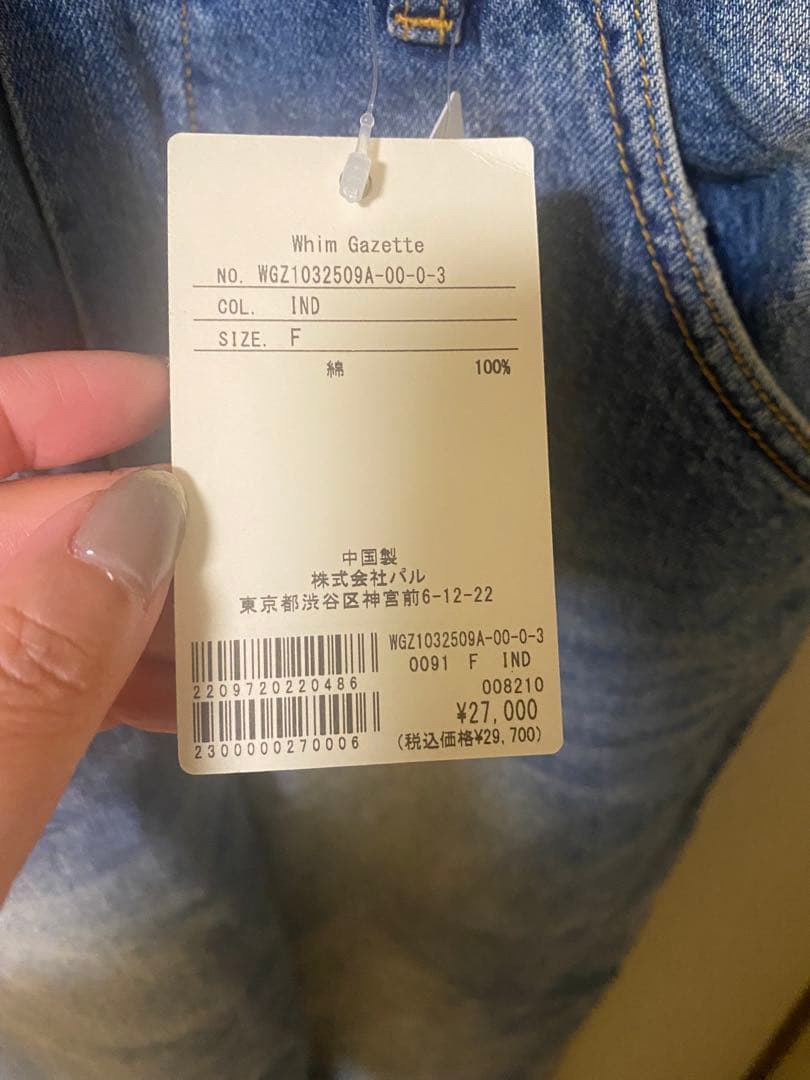 Whim Gazette
NO. WGZ1032509A-00-0-3
COL. IND
SIZE. F
綿 100%
中国製
株式会社パル
東京都渋谷区神宮前6-12-22
WGZ1032509A-00-0-3
0091 F IND
2209720220486
008210
¥27,000
2300000270006
(税込価格¥29,700)